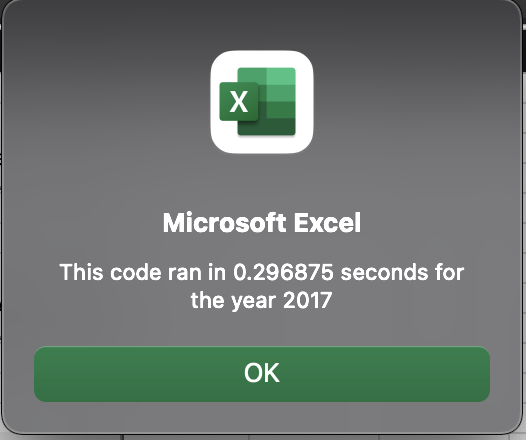 X
Microsoft Excel
This code ran in 0.296875 seconds for
the year 2017
OK